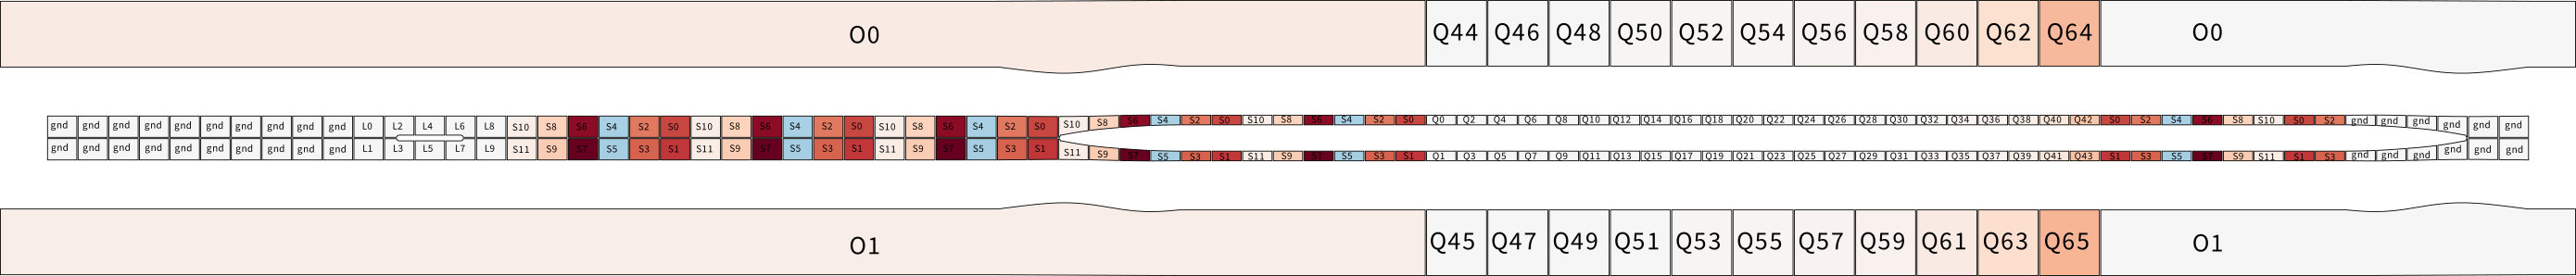 O0 Q44 Q46 Q48 Q50 Q52 Q54 Q56 Q58 Q60 Q62 Q64 O0
gnd gnd gnd gnd gnd gnd gnd gnd gnd gnd L0 L2 L4 L6 L8 S10 S8 S6 S4 S2 S0 S10 S8 S6 S4 S2 S0 S10 S8 S6 S4 S2 S0 S10 S8 S6 S4 S2 S0 S10 S8 S6 S4 S2 S0 Q0 Q2 Q4 Q6 Q8 Q10 Q12 Q14 Q16 Q18 Q20 Q22 Q24 Q26 Q28 Q30 Q32 Q34 Q36 Q38 Q40 Q42 S0 S2 S4 S6 S8 S10 S0 S2 gnd gnd gnd gnd gnd gnd
gnd gnd gnd gnd gnd gnd gnd gnd gnd gnd L1 L3 L5 L7 L9 S11 S9 S7 S5 S3 S1 S11 S9 S7 S5 S3 S1 S11 S9 S7 S5 S3 S1 S11 S9 S7 S5 S3 S1 S11 S9 S7 S5 S3 S1 Q1 Q3 Q5 Q7 Q9 Q11 Q13 Q15 Q17 Q19 Q21 Q23 Q25 Q27 Q29 Q31 Q33 Q35 Q37 Q39 Q41 Q43 S1 S3 S5 S7 S9 S11 S1 S3 gnd gnd gnd gnd gnd gnd
O1 Q45 Q47 Q49 Q51 Q53 Q55 Q57 Q59 Q61 Q63 Q65 O1